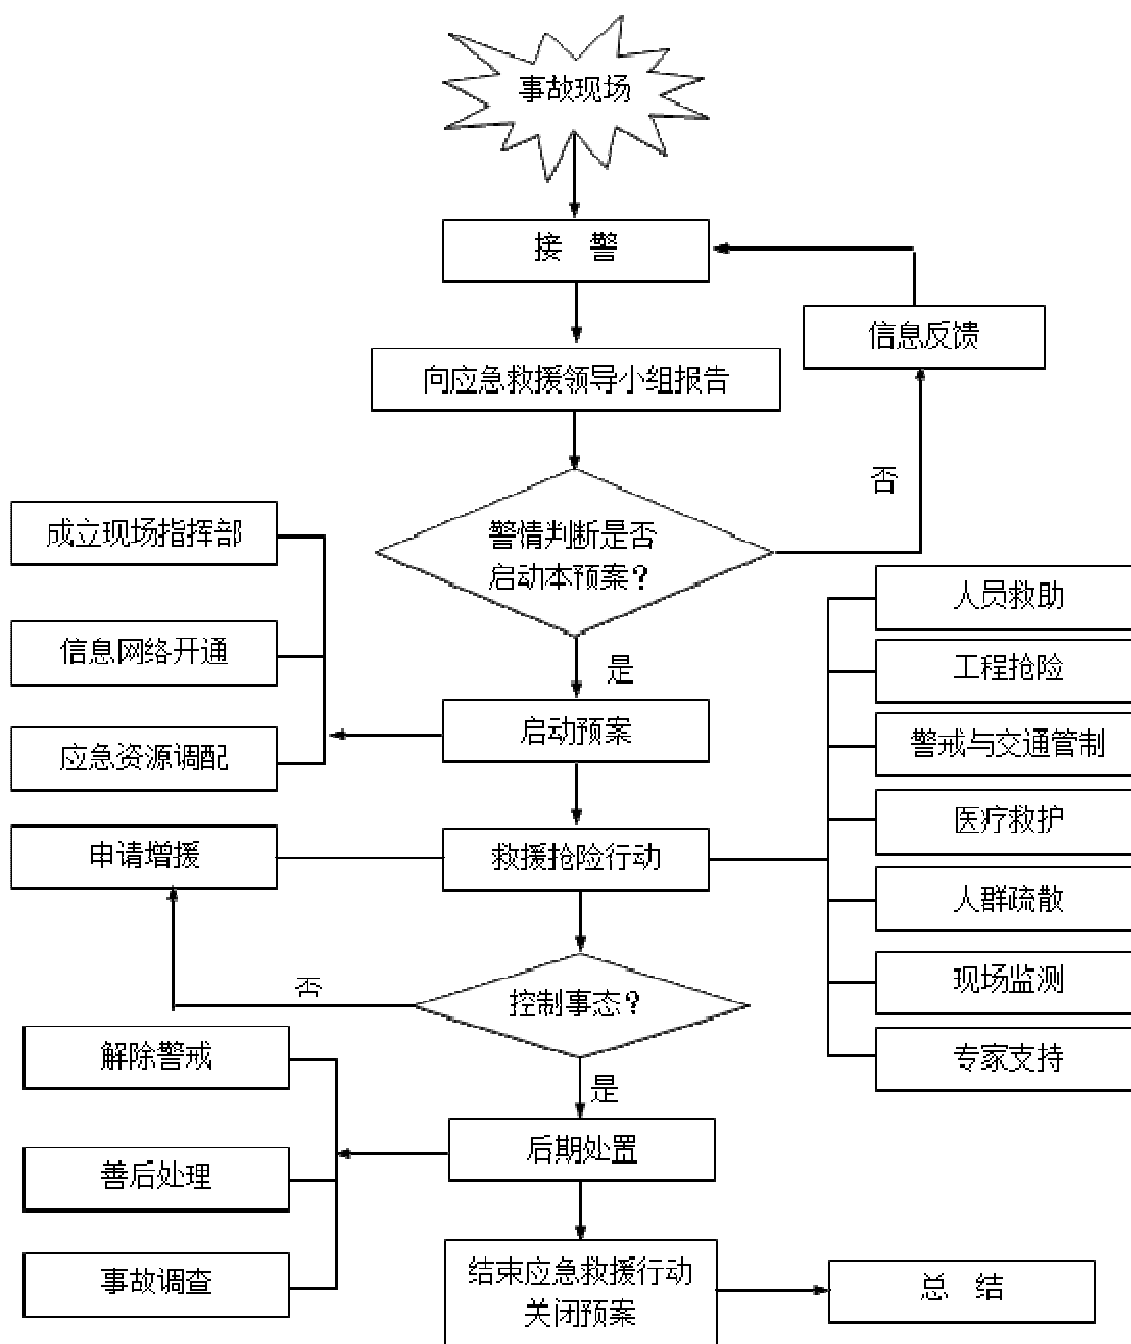 事故现场
接 警
信息反馈
向应急救援领导小组报告
否
警情判断是否
启动本预案？
成立现场指挥部
信息网络开通
应急资源调配
是
启动预案
人员救助
工程抢险
警戒与交通管制
医疗救护
人群疏散
现场监测
专家支持
申请增援
救援抢险行动
否
控制事态？
是
解除警戒
善后处理
事故调查
后期处置
结束应急救援行动
关闭预案
总 结